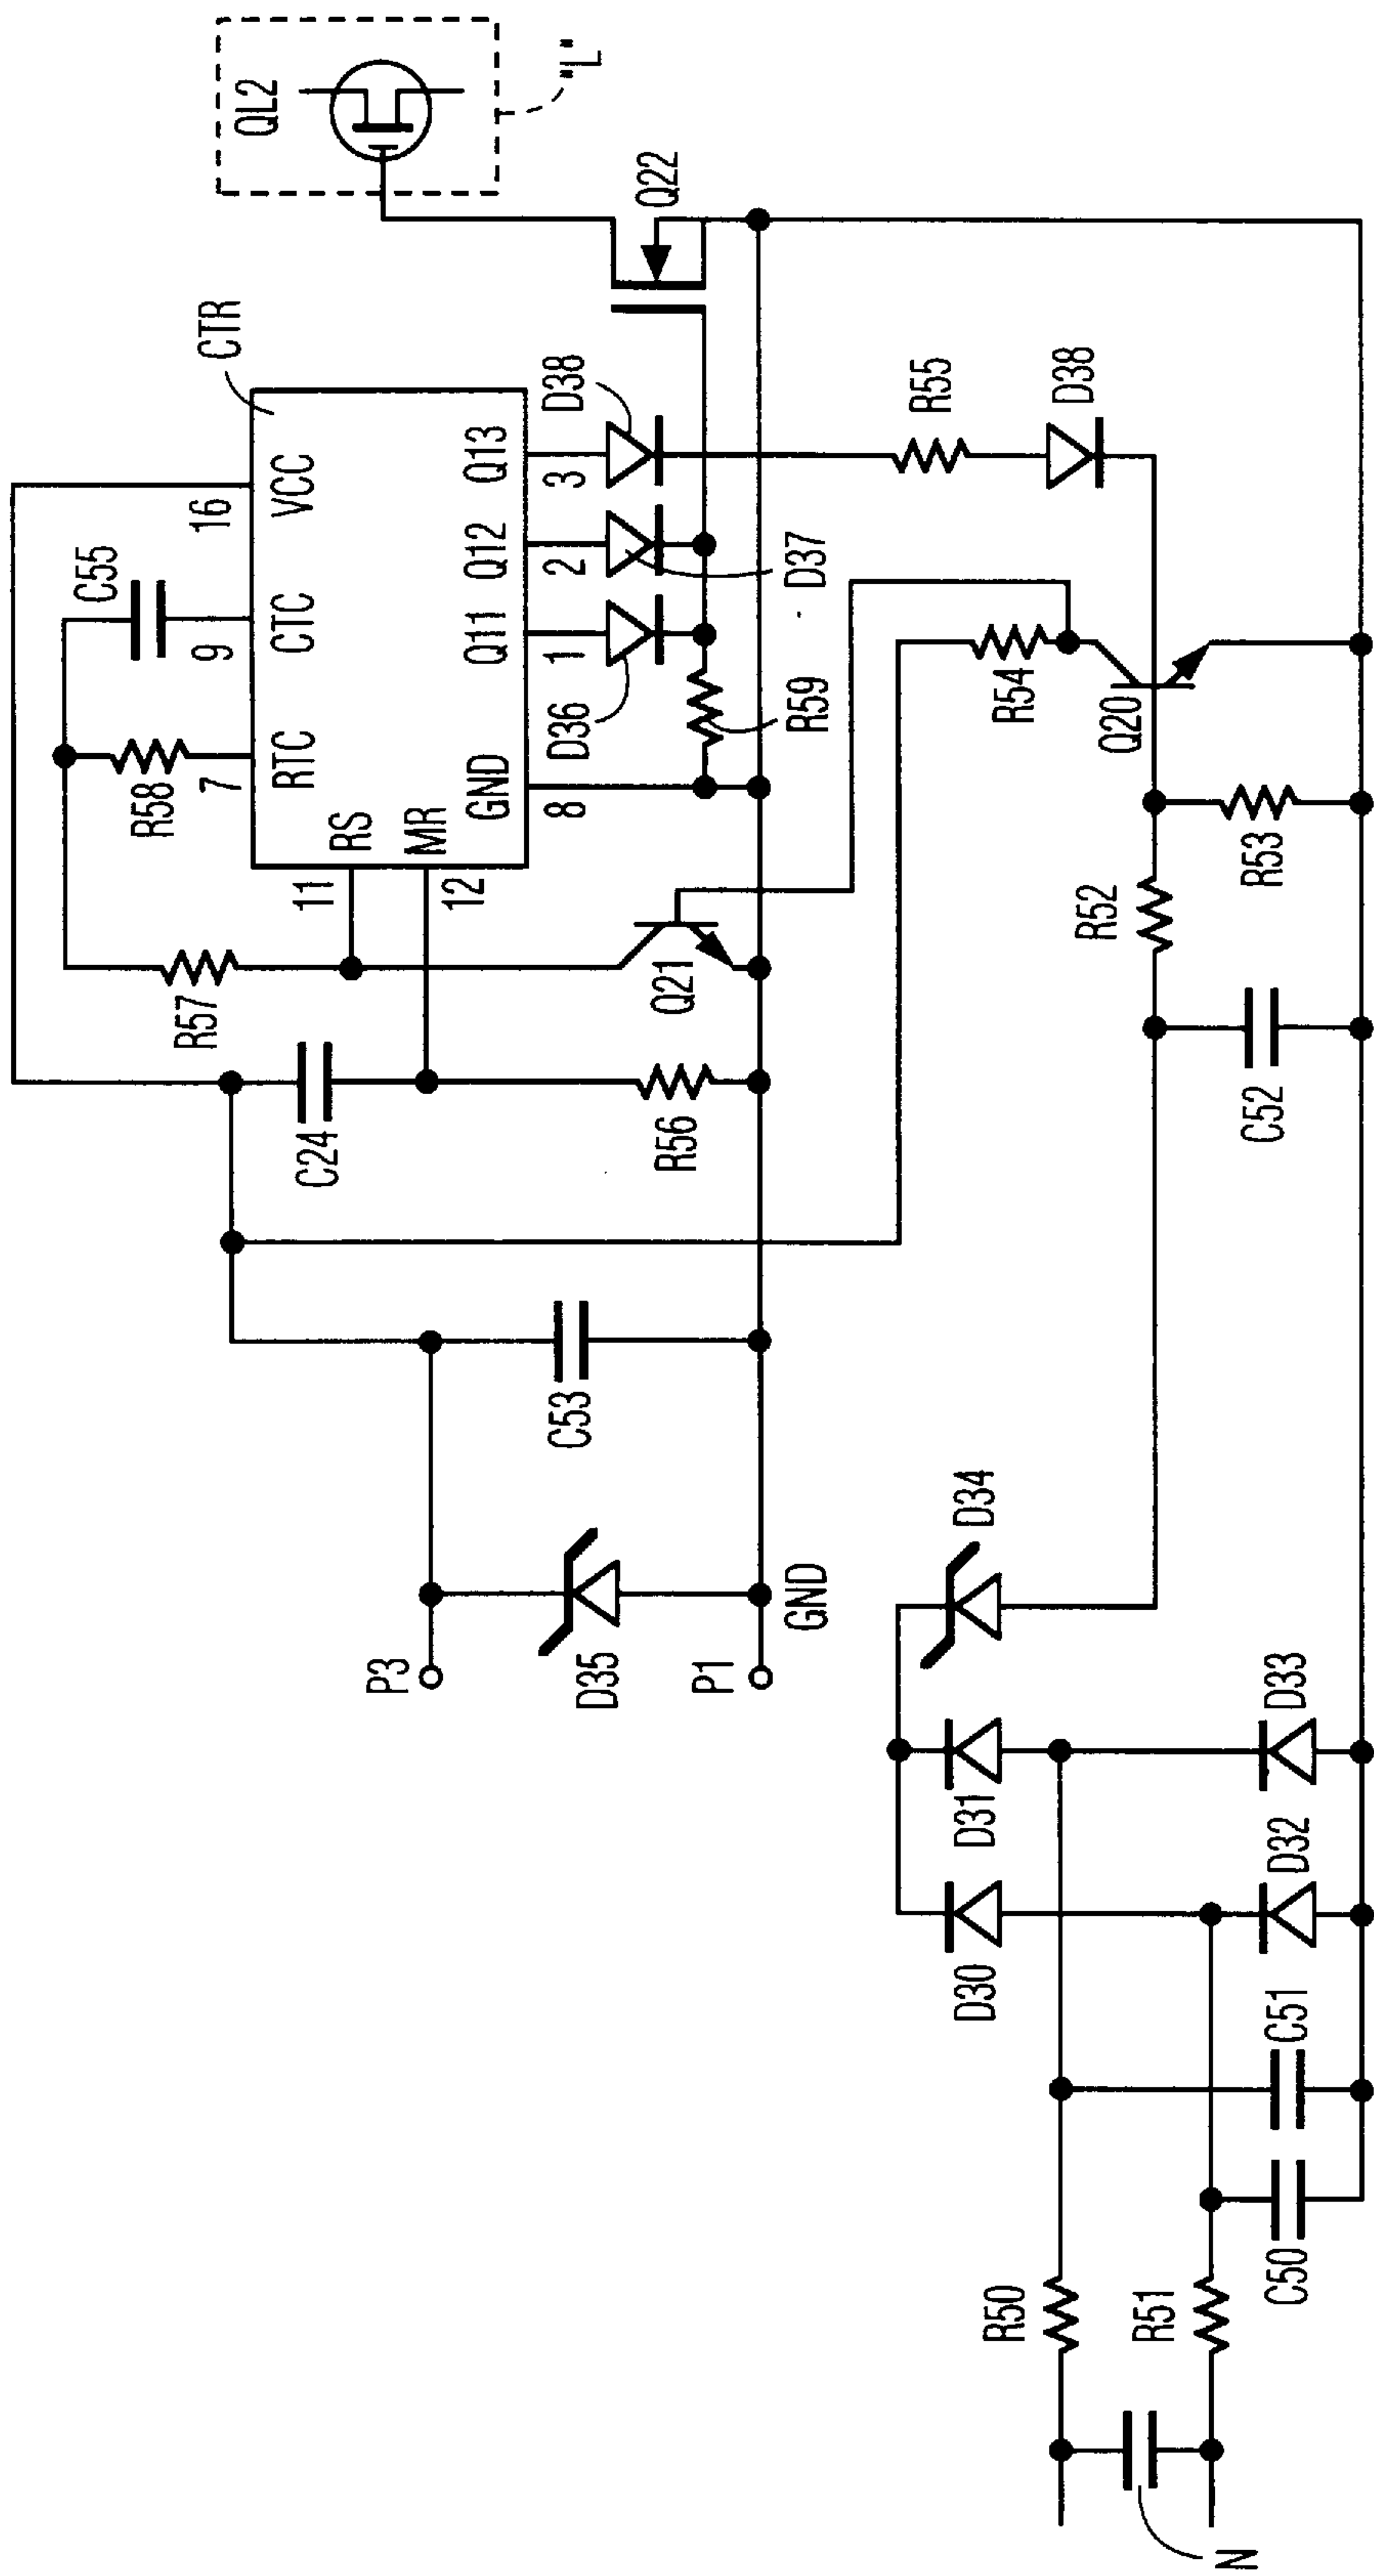 QL2
"L"
CTR
Q22
C55
R58
R57
16
VCC
9
CTC
7
RTC
11
RS
MR
12
GND
8
Q11
1
Q12
2
Q13
3
D38
D37
D36
R59
Q21
C24
R56
R55
D38
R54
Q20
R53
R52
C52
C53
P3
D35
P1
GND
D34
D31
D33
D30
D32
C51
C50
R50
R51
N